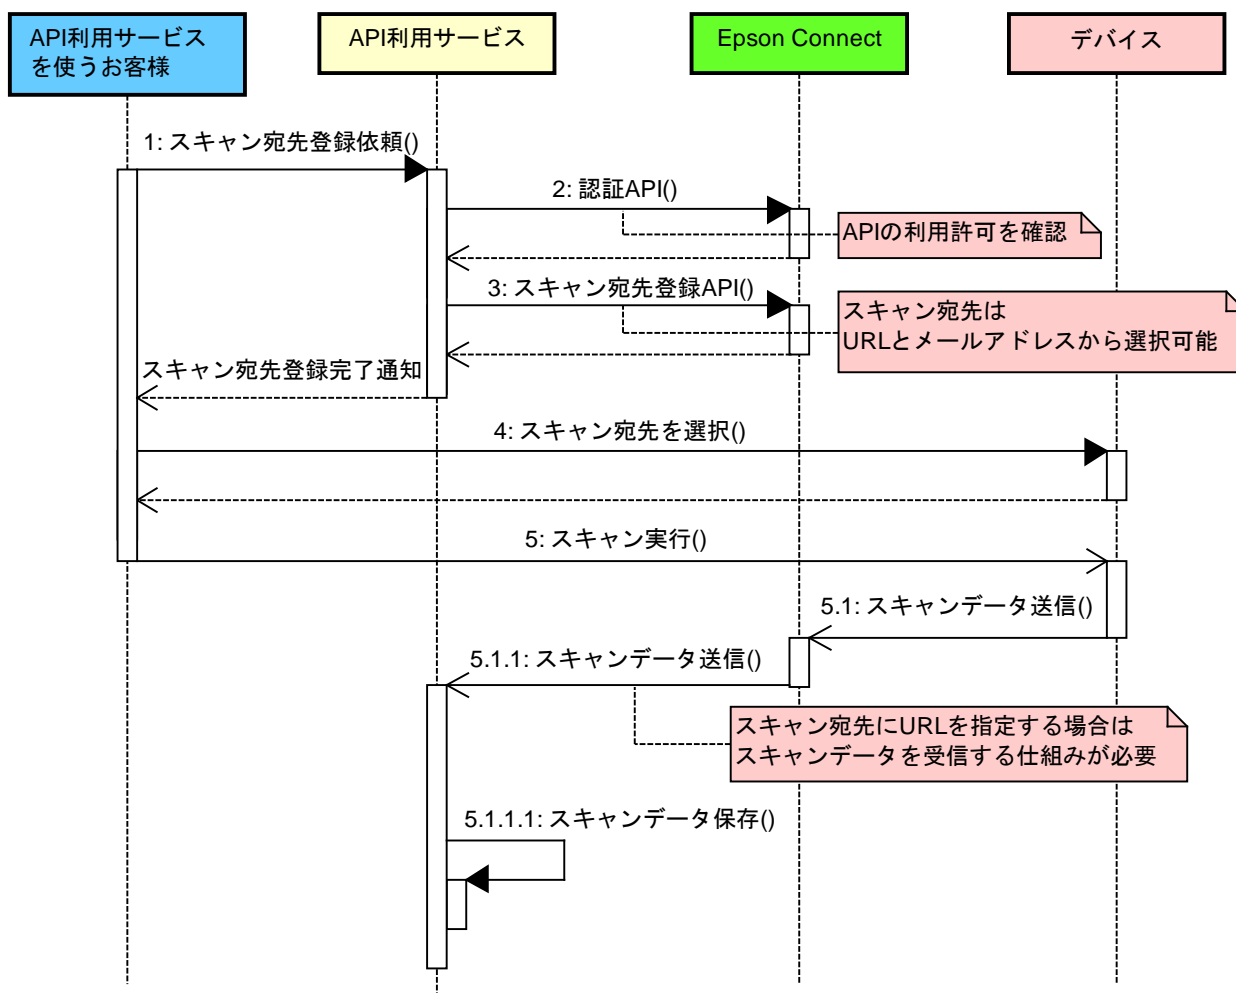 API利用サービス
を使うお客様
API利用サービス
Epson Connect
デバイス
1: スキャン宛先登録依頼()
2: 認証API()
APIの利用許可を確認
3: スキャン宛先登録API()
スキャン宛先は
URLとメールアドレスから選択可能
スキャン宛先登録完了通知
4: スキャン宛先を選択()
5: スキャン実行()
5.1: スキャンデータ送信()
5.1.1: スキャンデータ送信()
スキャン宛先にURLを指定する場合は
スキャンデータを受信する仕組みが必要
5.1.1.1: スキャンデータ保存()